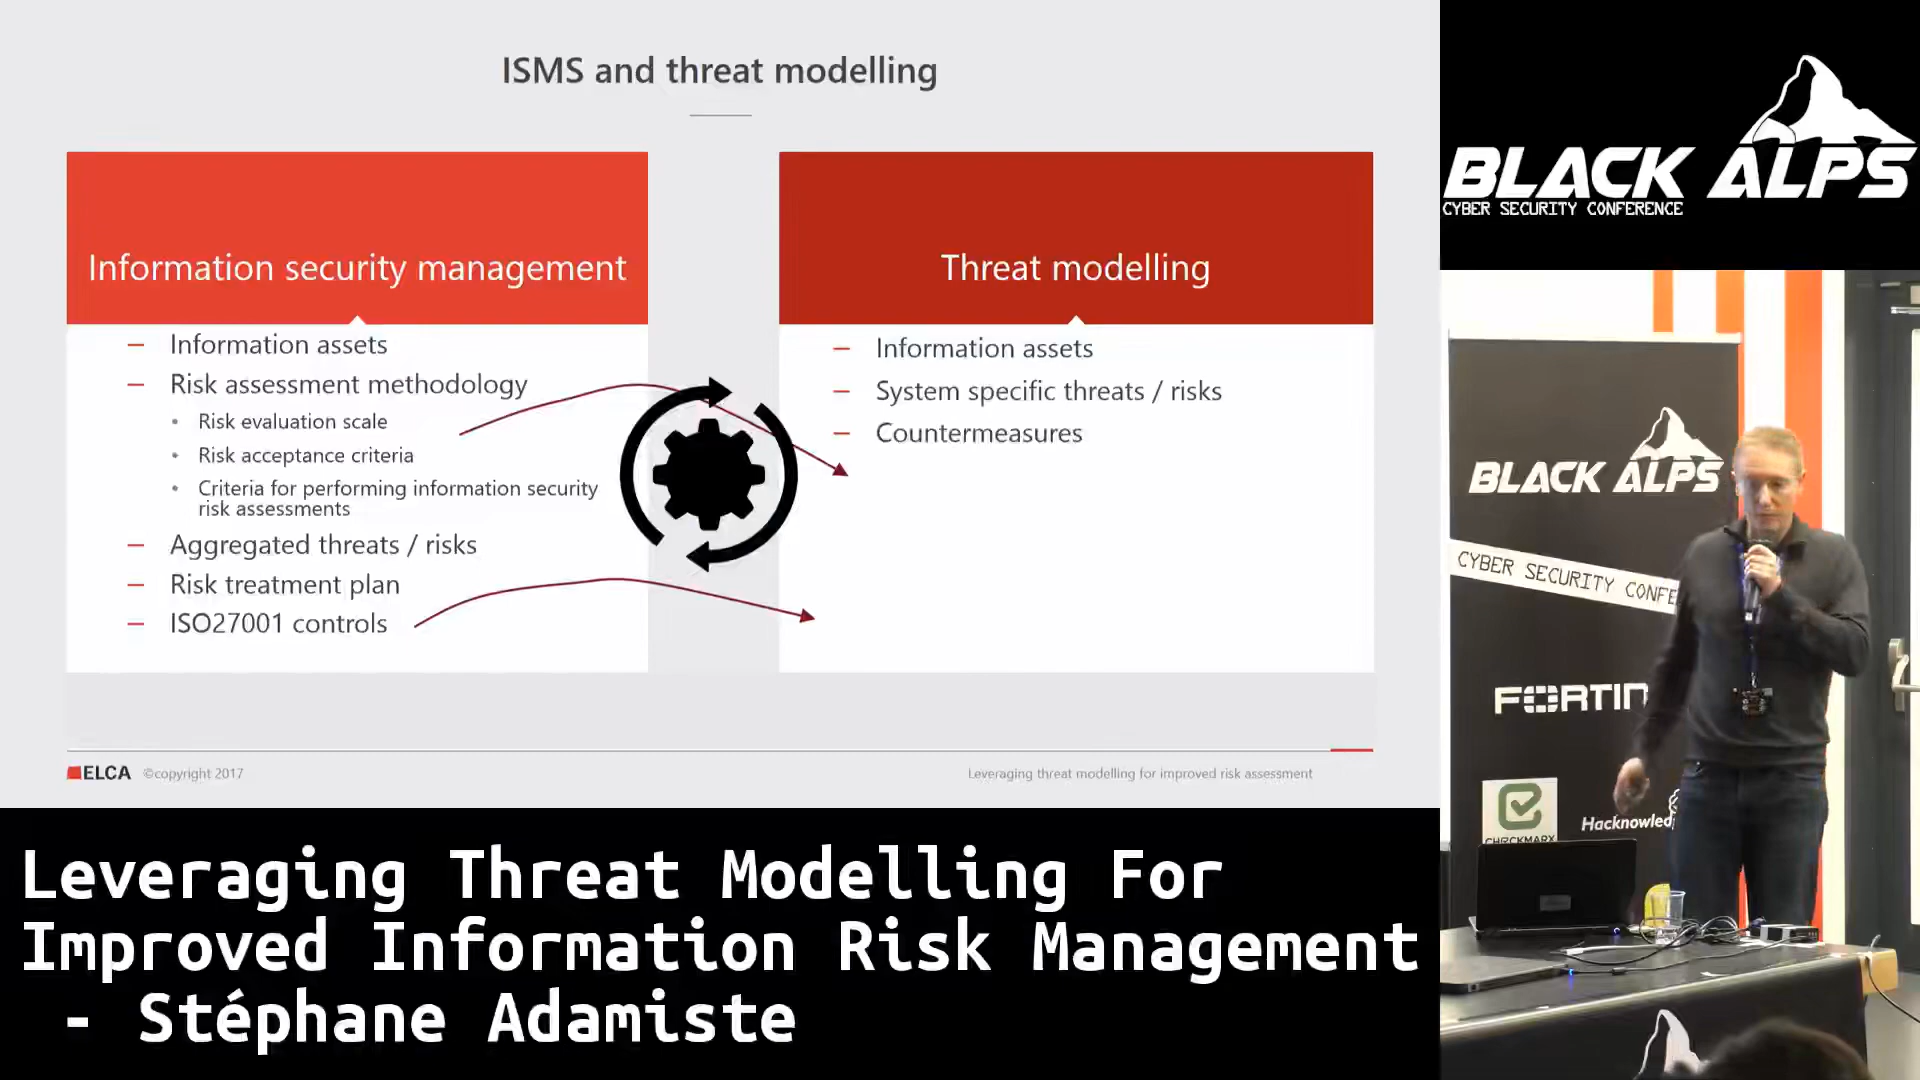 ISMS and threat modelling
Information security management
– Information assets
– Risk assessment methodology
• Risk evaluation scale
• Risk acceptance criteria
• Criteria for performing information security
risk assessments
– Aggregated threats / risks
– Risk treatment plan
– ISO27001 controls
Threat modelling
– Information assets
– System specific threats / risks
– Countermeasures
ELCA ©copyright 2017
Leveraging threat modelling for improved risk assessment
BLACK ALPS
CYBER SECURITY CONFERENCE
BLACK ALPS
CYBER SECURITY CONFE
FORTIN
CHECKMARX
Hacknowled
Leveraging Threat Modelling For
Improved Information Risk Management
- Stéphane Adamiste